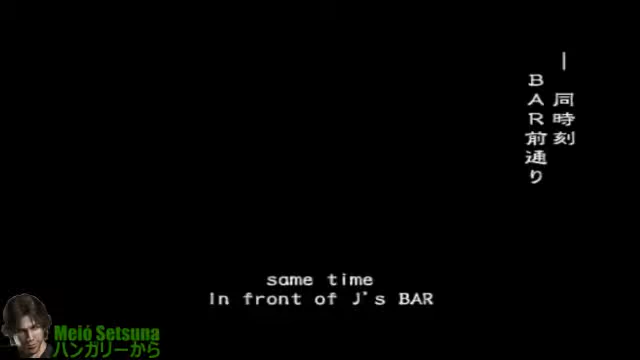 ｜同時刻
BAR前通り
same time
In front of J's BAR
Meió Setsuna
ハンガリーから